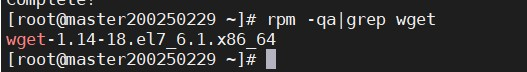 Complete!
[root@master200250229 ~]# rpm -qa|grep wget
wget-1.14-18.el7_6.1.x86_64
[root@master200250229 ~]#